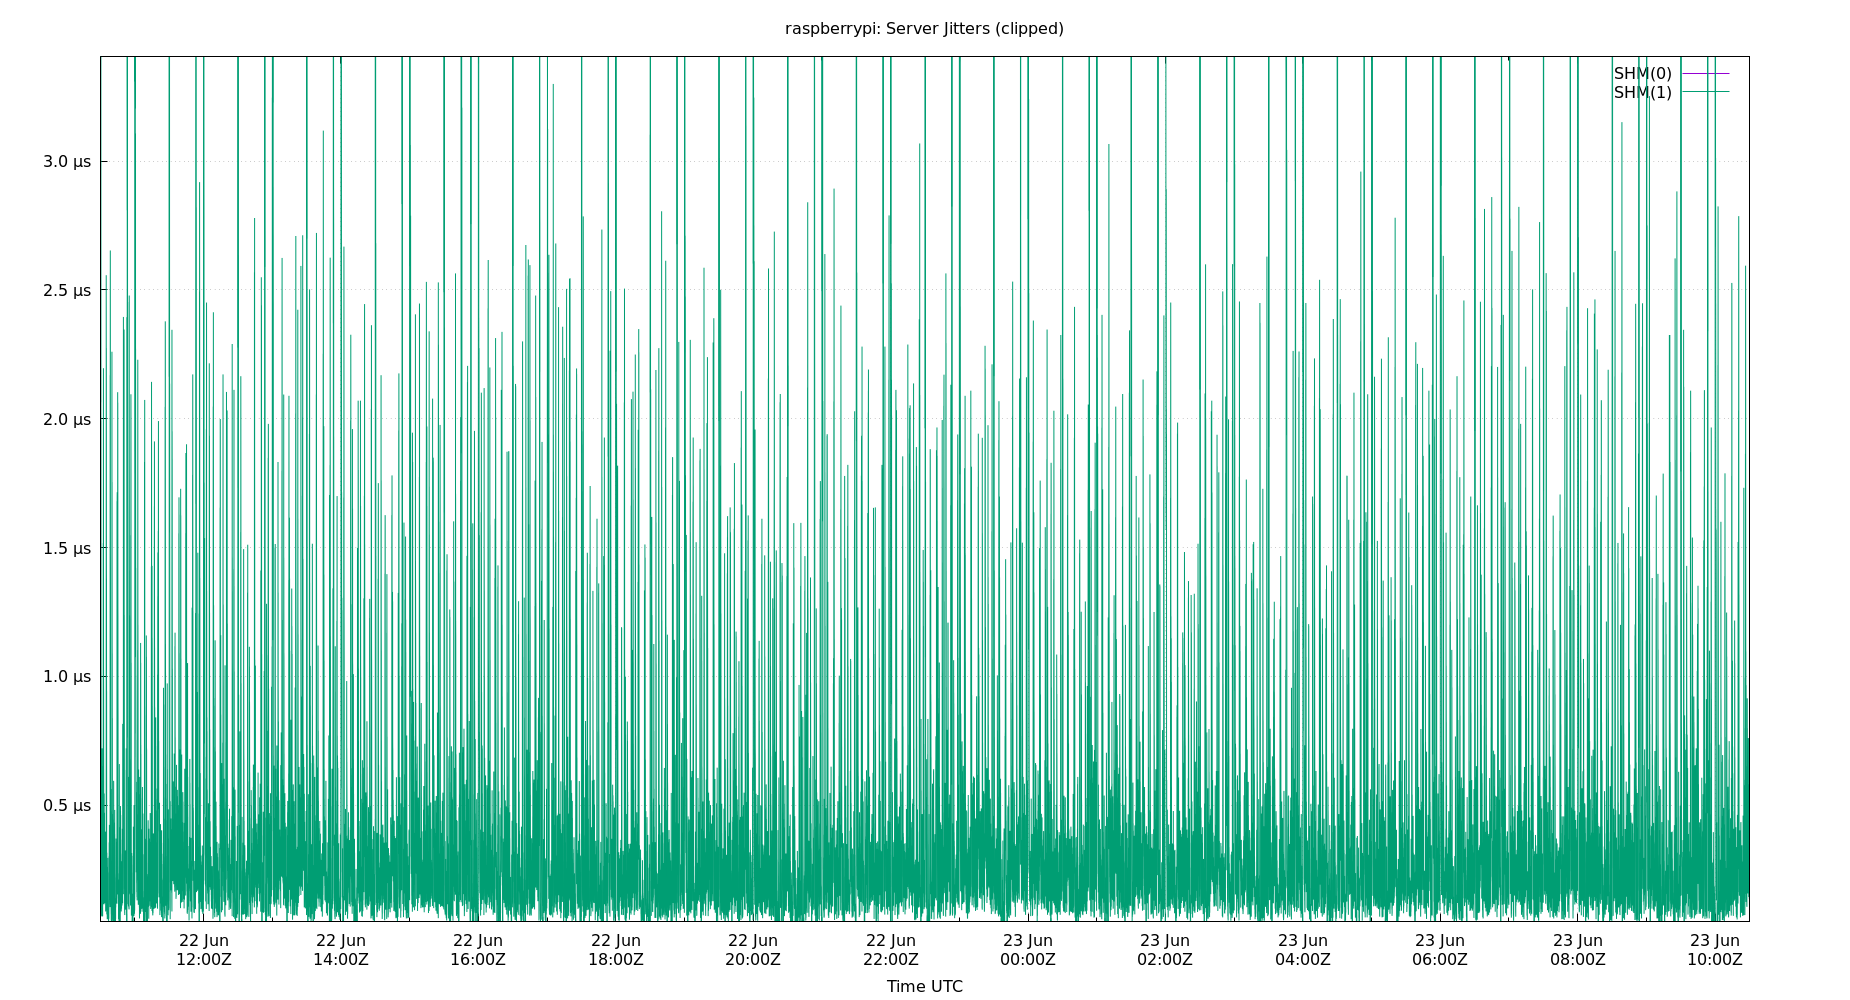 raspberrypi: Server Jitters (clipped)
SHM(0)
SHM(1)
3.0 µs
2.5 µs
2.0 µs
1.5 µs
1.0 µs
0.5 µs
22 Jun 22 Jun 22 Jun 22 Jun 22 Jun 22 Jun 23 Jun 23 Jun 23 Jun 23 Jun 23 Jun 23 Jun
12:00Z 14:00Z 16:00Z 18:00Z 20:00Z 22:00Z 00:00Z 02:00Z 04:00Z 06:00Z 08:00Z 10:00Z
Time UTC